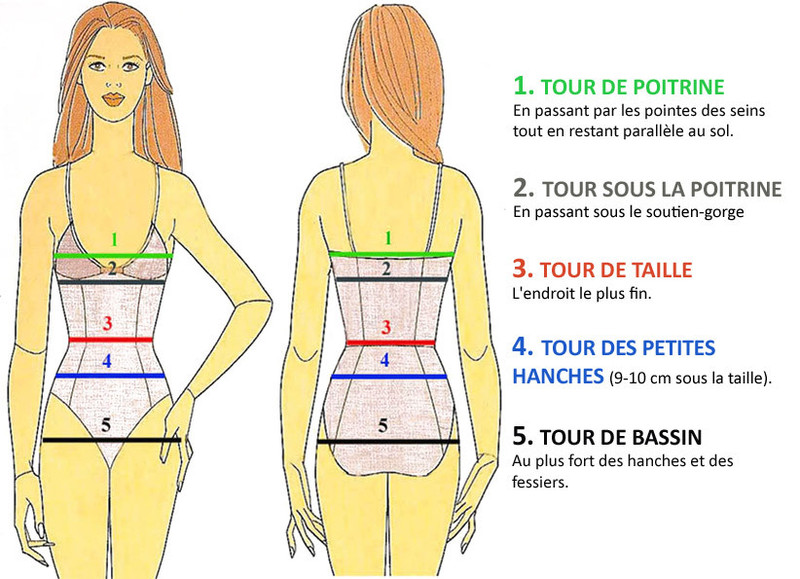 1
2
3
4
5
1
2
3
4
5
1. TOUR DE POITRINE
En passant par les pointes des seins
tout en restant parallèle au sol.
2. TOUR SOUS LA POITRINE
En passant sous le soutien-gorge
3. TOUR DE TAILLE
L'endroit le plus fin.
4. TOUR DES PETITES
HANCHES (9-10 cm sous la taille).
5. TOUR DE BASSIN
Au plus fort des hanches et des
fessiers.